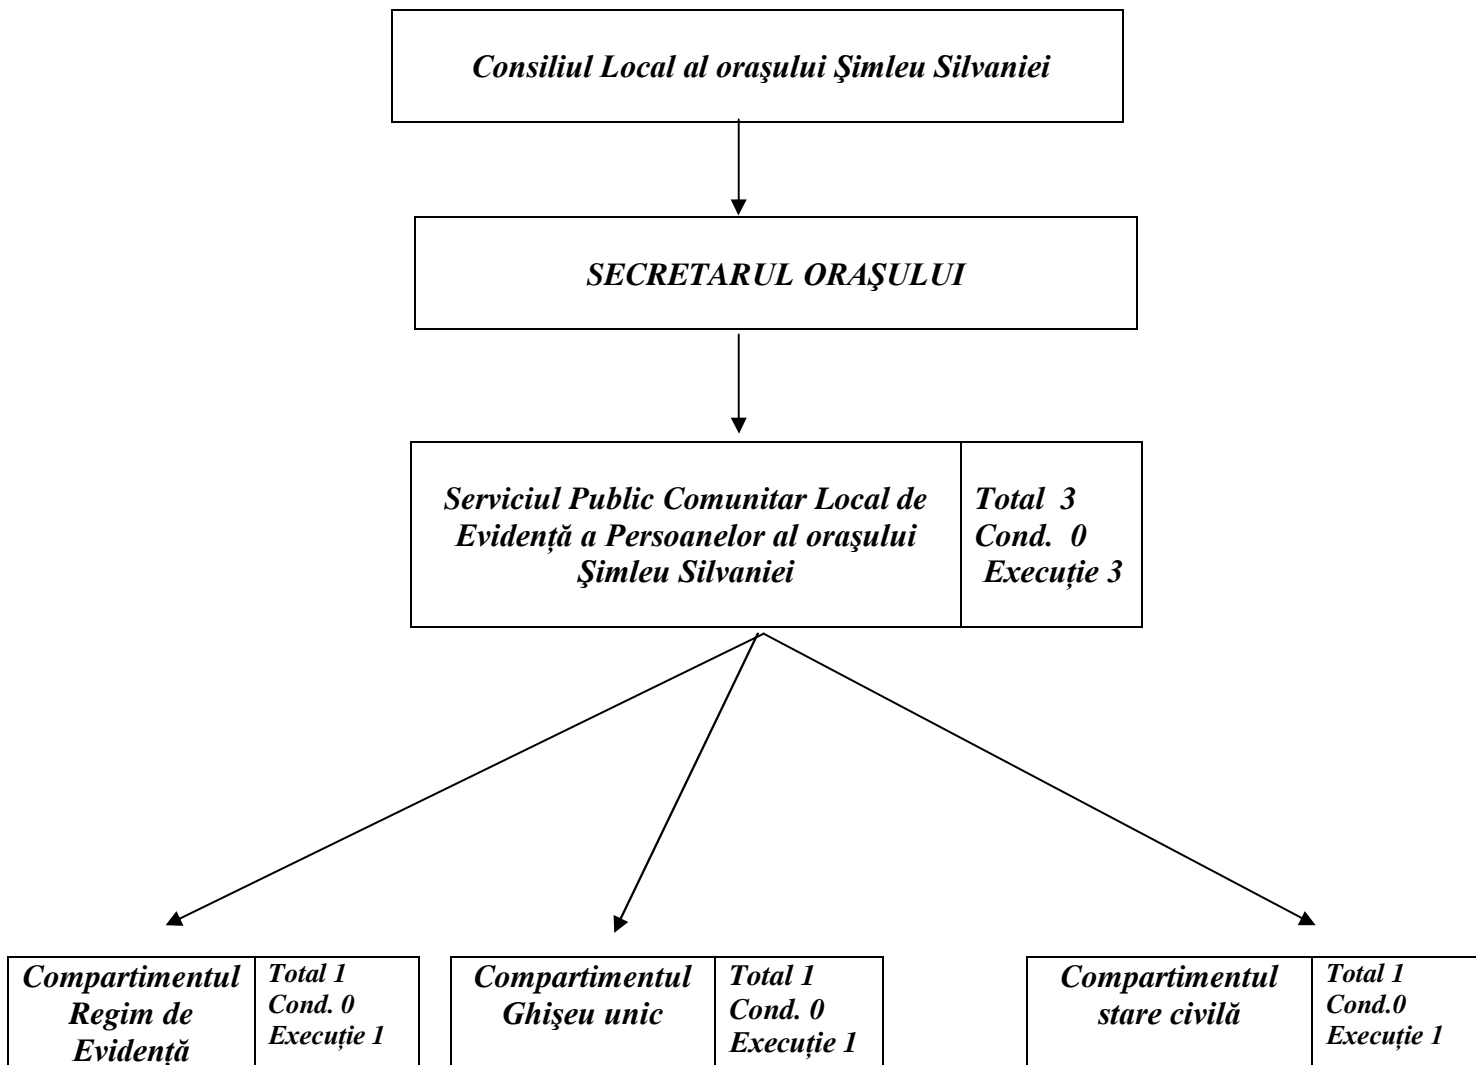 Consiliul Local al oraşului Şimleu Silvaniei
SECRETARUL ORAŞULUI
Serviciul Public Comunitar Local de
Evidență a Persoanelor al oraşului
Şimleu Silvaniei
Total 3
Cond. 0
Execuție 3
Compartimentul
Regim de
Evidență
Total 1
Cond. 0
Execuție 1
Compartimentul
Ghişeu unic
Total 1
Cond. 0
Execuție 1
Compartimentul
stare civilă
Total 1
Cond.0
Execuție 1